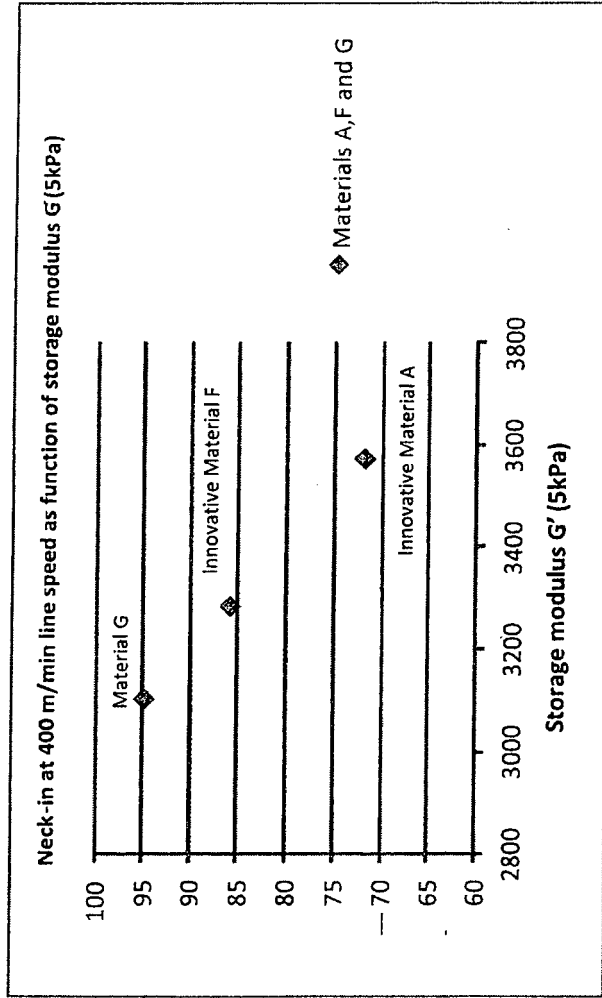 Neck-in at 400 m/min line speed as function of storage modulus G' (5kPa)
100
95
90
85
80
75
70
65
60
Material G
Innovative Material F
Innovative Material A
Materials A,F and G
2800
3000
3200
3400
3600
3800
Storage modulus G' (5kPa)